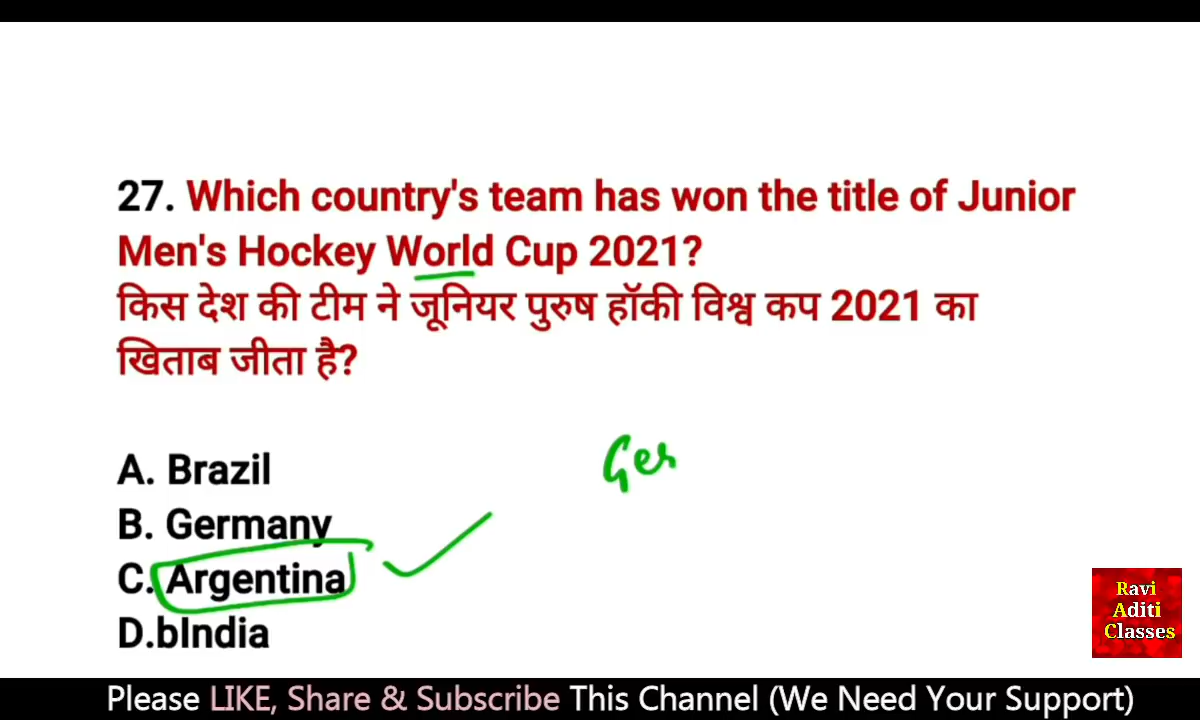 27. Which country's team has won the title of Junior
Men's Hockey World Cup 2021?
किस देश की टीम ने जूनियर पुरुष हॉकी विश्व कप 2021 का
खिताब जीता है?
A. Brazil
Ger
B. Germany
C. Argentina
D.bIndia
Ravi
Aditi
Classes
Please LIKE, Share & Subscribe This Channel (We Need Your Support)